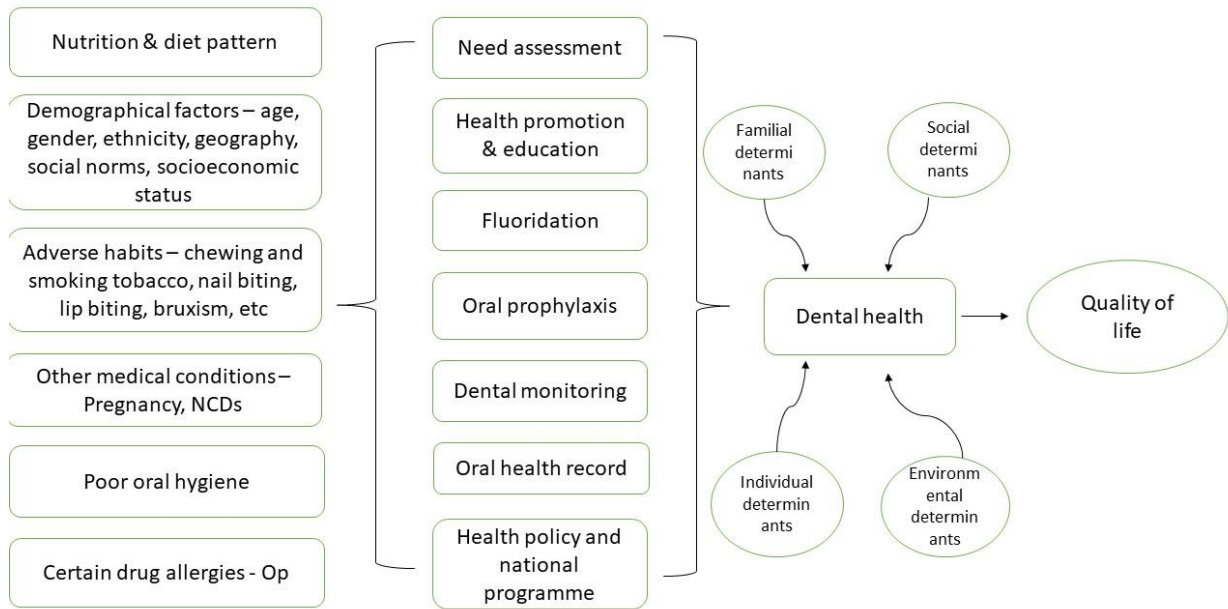 Nutrition & diet pattern
Demographical factors – age,
gender, ethnicity, geography,
social norms, socioeconomic
status
Adverse habits – chewing and
smoking tobacco, nail biting,
lip biting, bruxism, etc
Other medical conditions –
Pregnancy, NCDs
Poor oral hygiene
Certain drug allergies - Op
Need assessment
Health promotion
& education
Fluoridation
Oral prophylaxis
Dental monitoring
Oral health record
Health policy and
national
programme
Familial
determi
nants
Social
determi
nants
Dental health
Individual
determin
ants
Environm
ental
determin
ants
Quality of
life